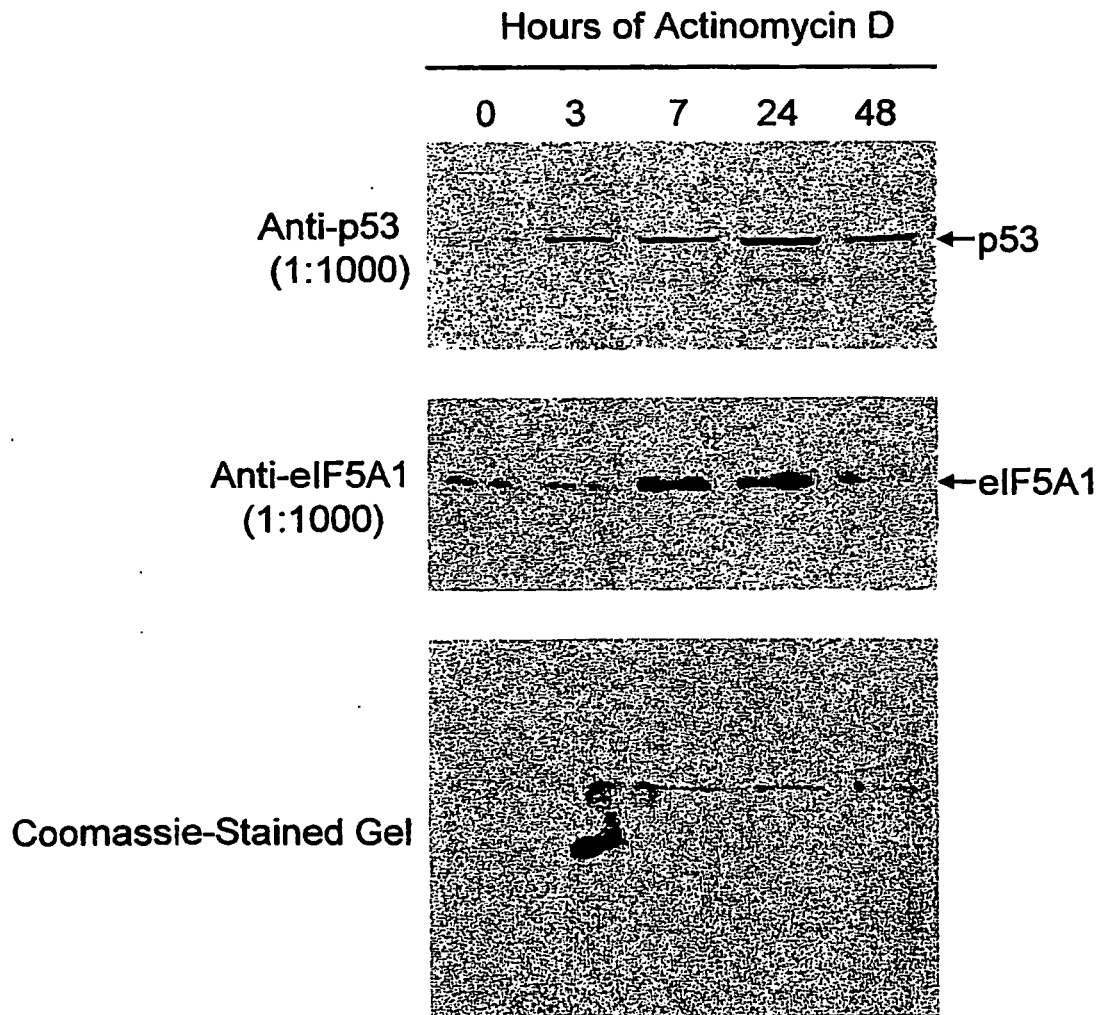 Hours of Actinomycin D
0 3 7 24 48
Anti-p53
(1:1000)
p53
Anti-eIF5A1
(1:1000)
eIF5A1
Coomassie-Stained Gel